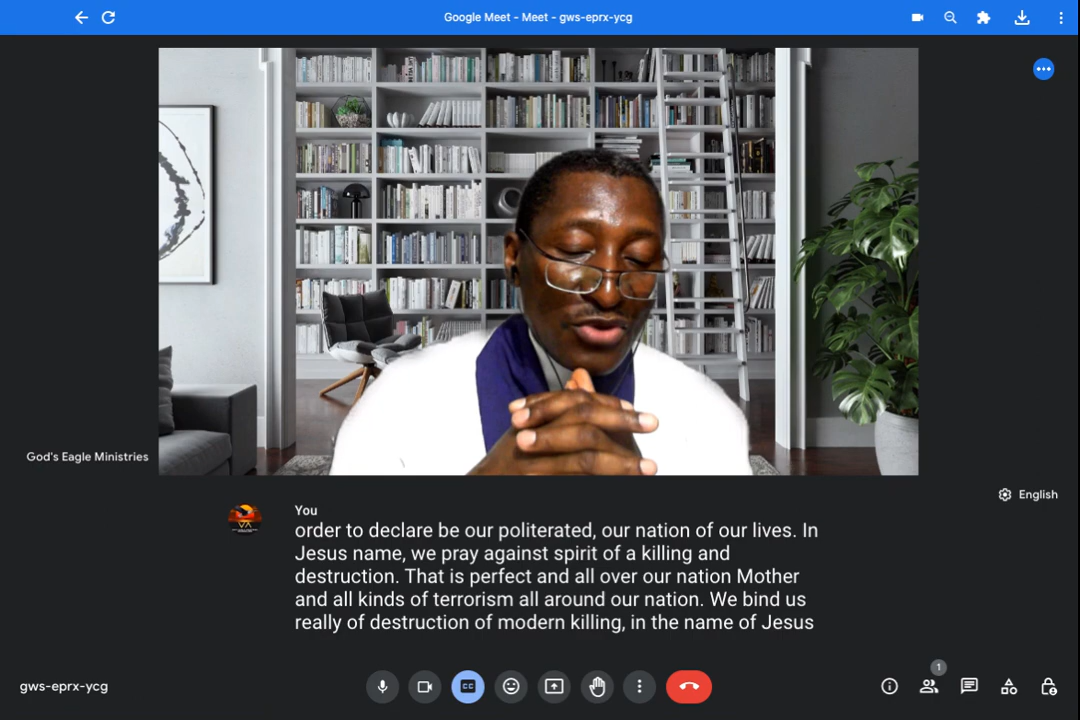 Google Meet - Meet - gws-eprx-ycg
God's Eagle Ministries
English
You
order to declare be our politerated, our nation of our lives. In
Jesus name, we pray against spirit of a killing and
destruction. That is perfect and all over our nation Mother
and all kinds of terrorism all around our nation. We bind us
really of destruction of modern killing, in the name of Jesus
gws-eprx-ycg
CC
1